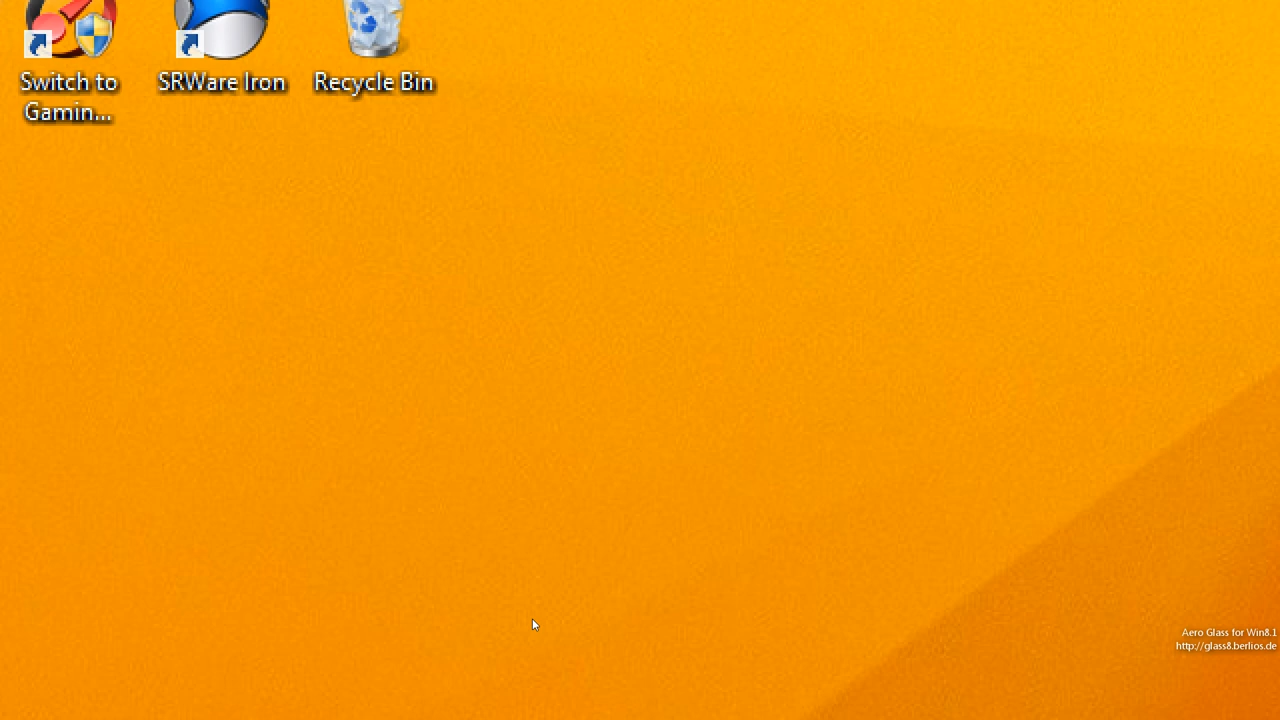 Switch to
Gamin...
SRWare Iron
Recycle Bin
Aero Glass for Win8.1
http://glass8.berlios.de